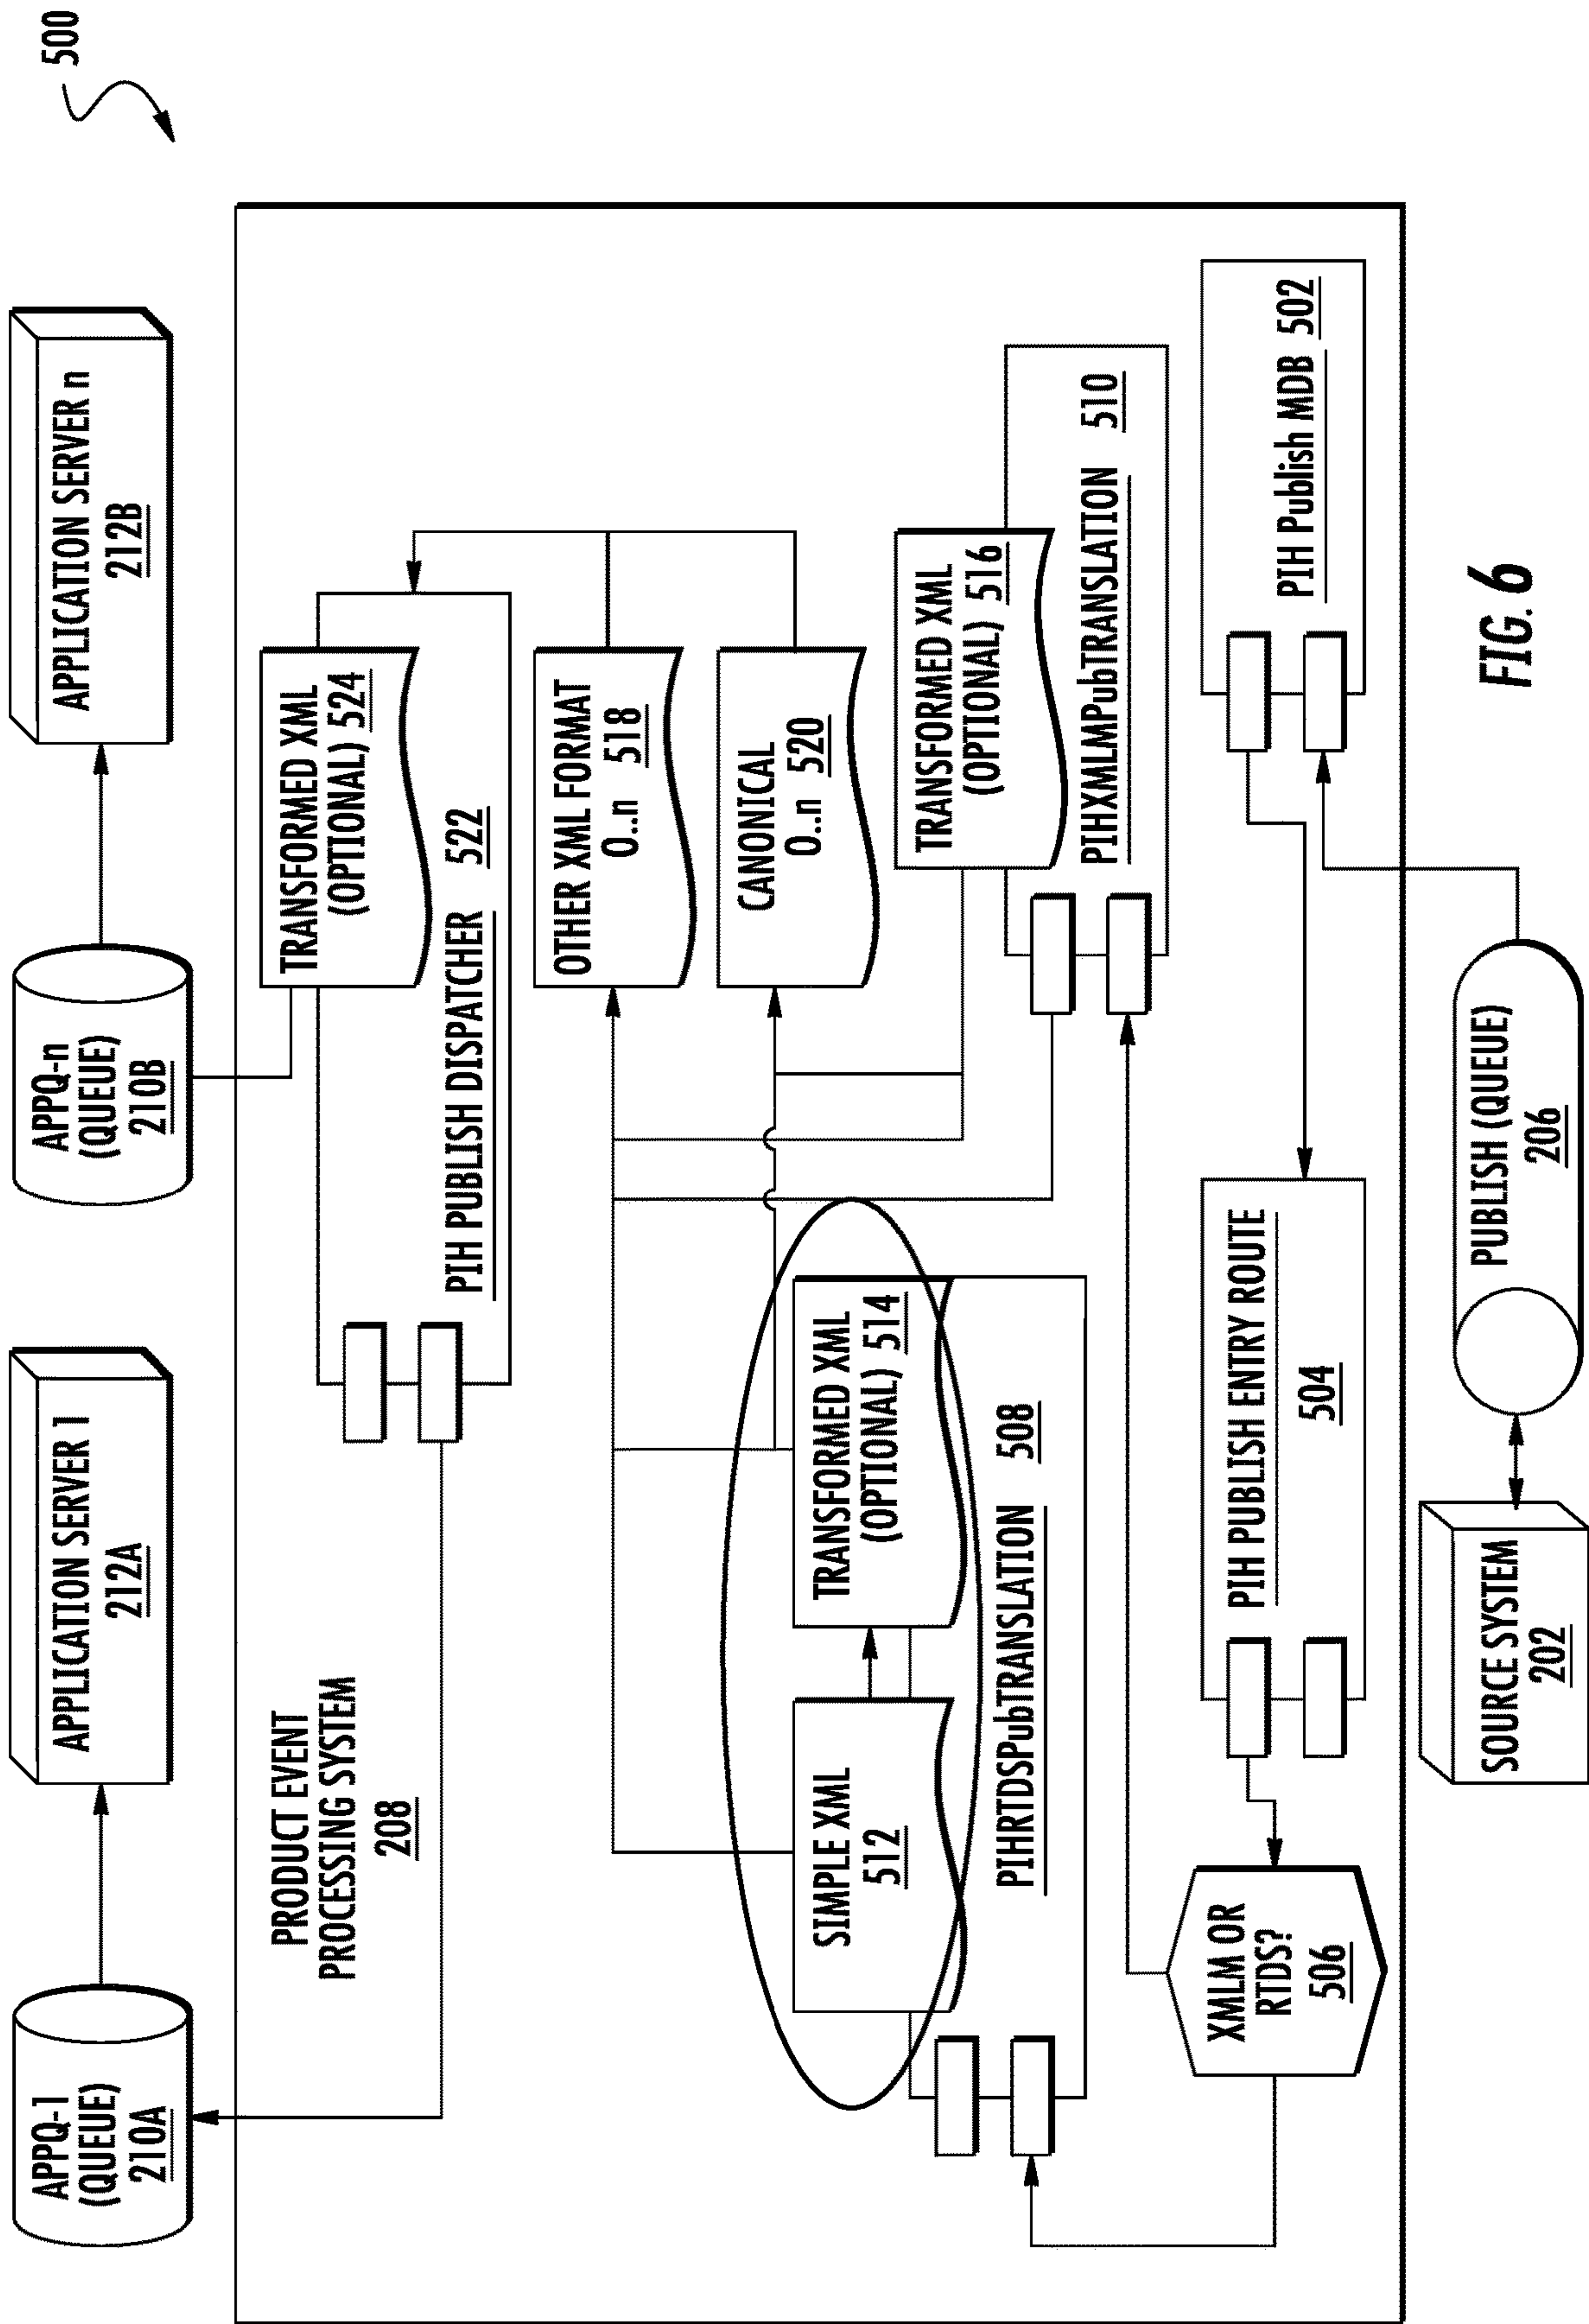 500
APPQ-1
(QUEUE)
210A
APPLICATION SERVER 1
212A
APPQ-n
(QUEUE)
210B
APPLICATION SERVER n
212B
PRODUCT EVENT
PROCESSING SYSTEM
208
TRANSFORMED XML
(OPTIONAL) 524
PIH PUBLISH DISPATCHER 522
OTHER XML FORMAT
0..n 518
CANONICAL
0..n 520
SIMPLE XML
512
TRANSFORMED XML
(OPTIONAL) 514
PIHRTDSPubTRANSLATION 508
TRANSFORMED XML
(OPTIONAL) 516
PIHXMLMPubTRANSLATION 510
XMLM OR
RTDS?
506
PIH PUBLISH ENTRY ROUTE
504
PIH Publish MDB 502
SOURCE SYSTEM
202
PUBLISH (QUEUE)
206
FIG. 6